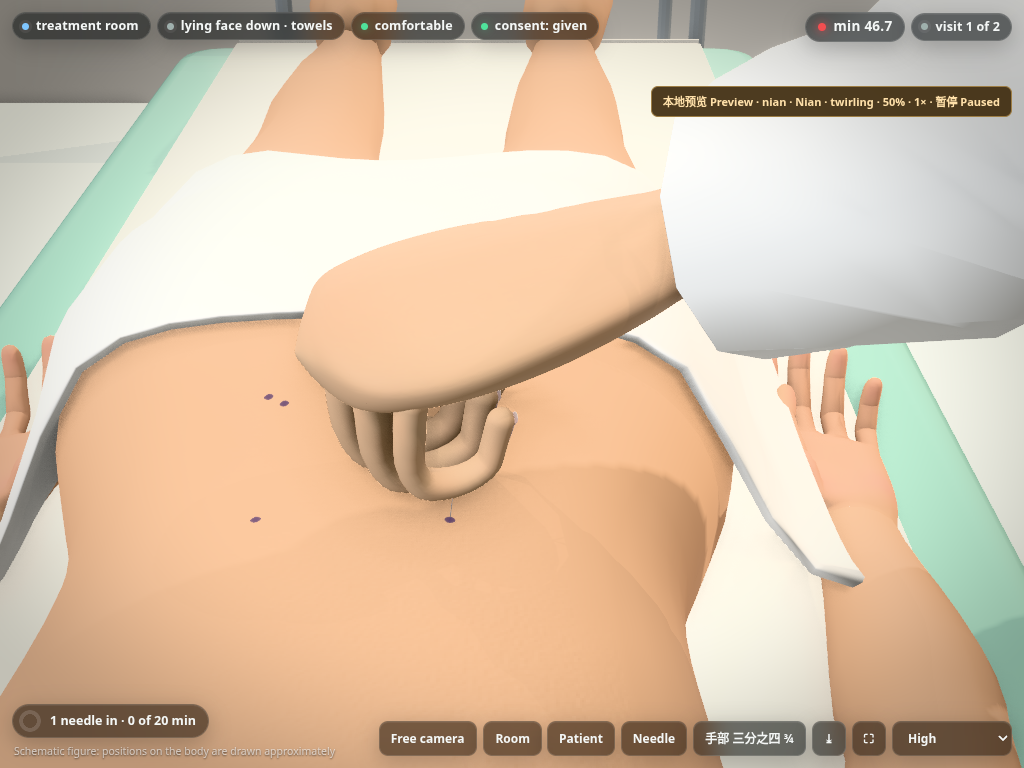 treatment room
lying face down · towels
comfortable
consent: given
min 46.7
visit 1 of 2
本地预览 Preview · nian · Nian · twirling · 50% · 1× · 暂停 Paused
1 needle in · 0 of 20 min
Schematic figure: positions on the body are drawn approximately
Free camera
Room
Patient
Needle
手部 三分之四 ¾
High